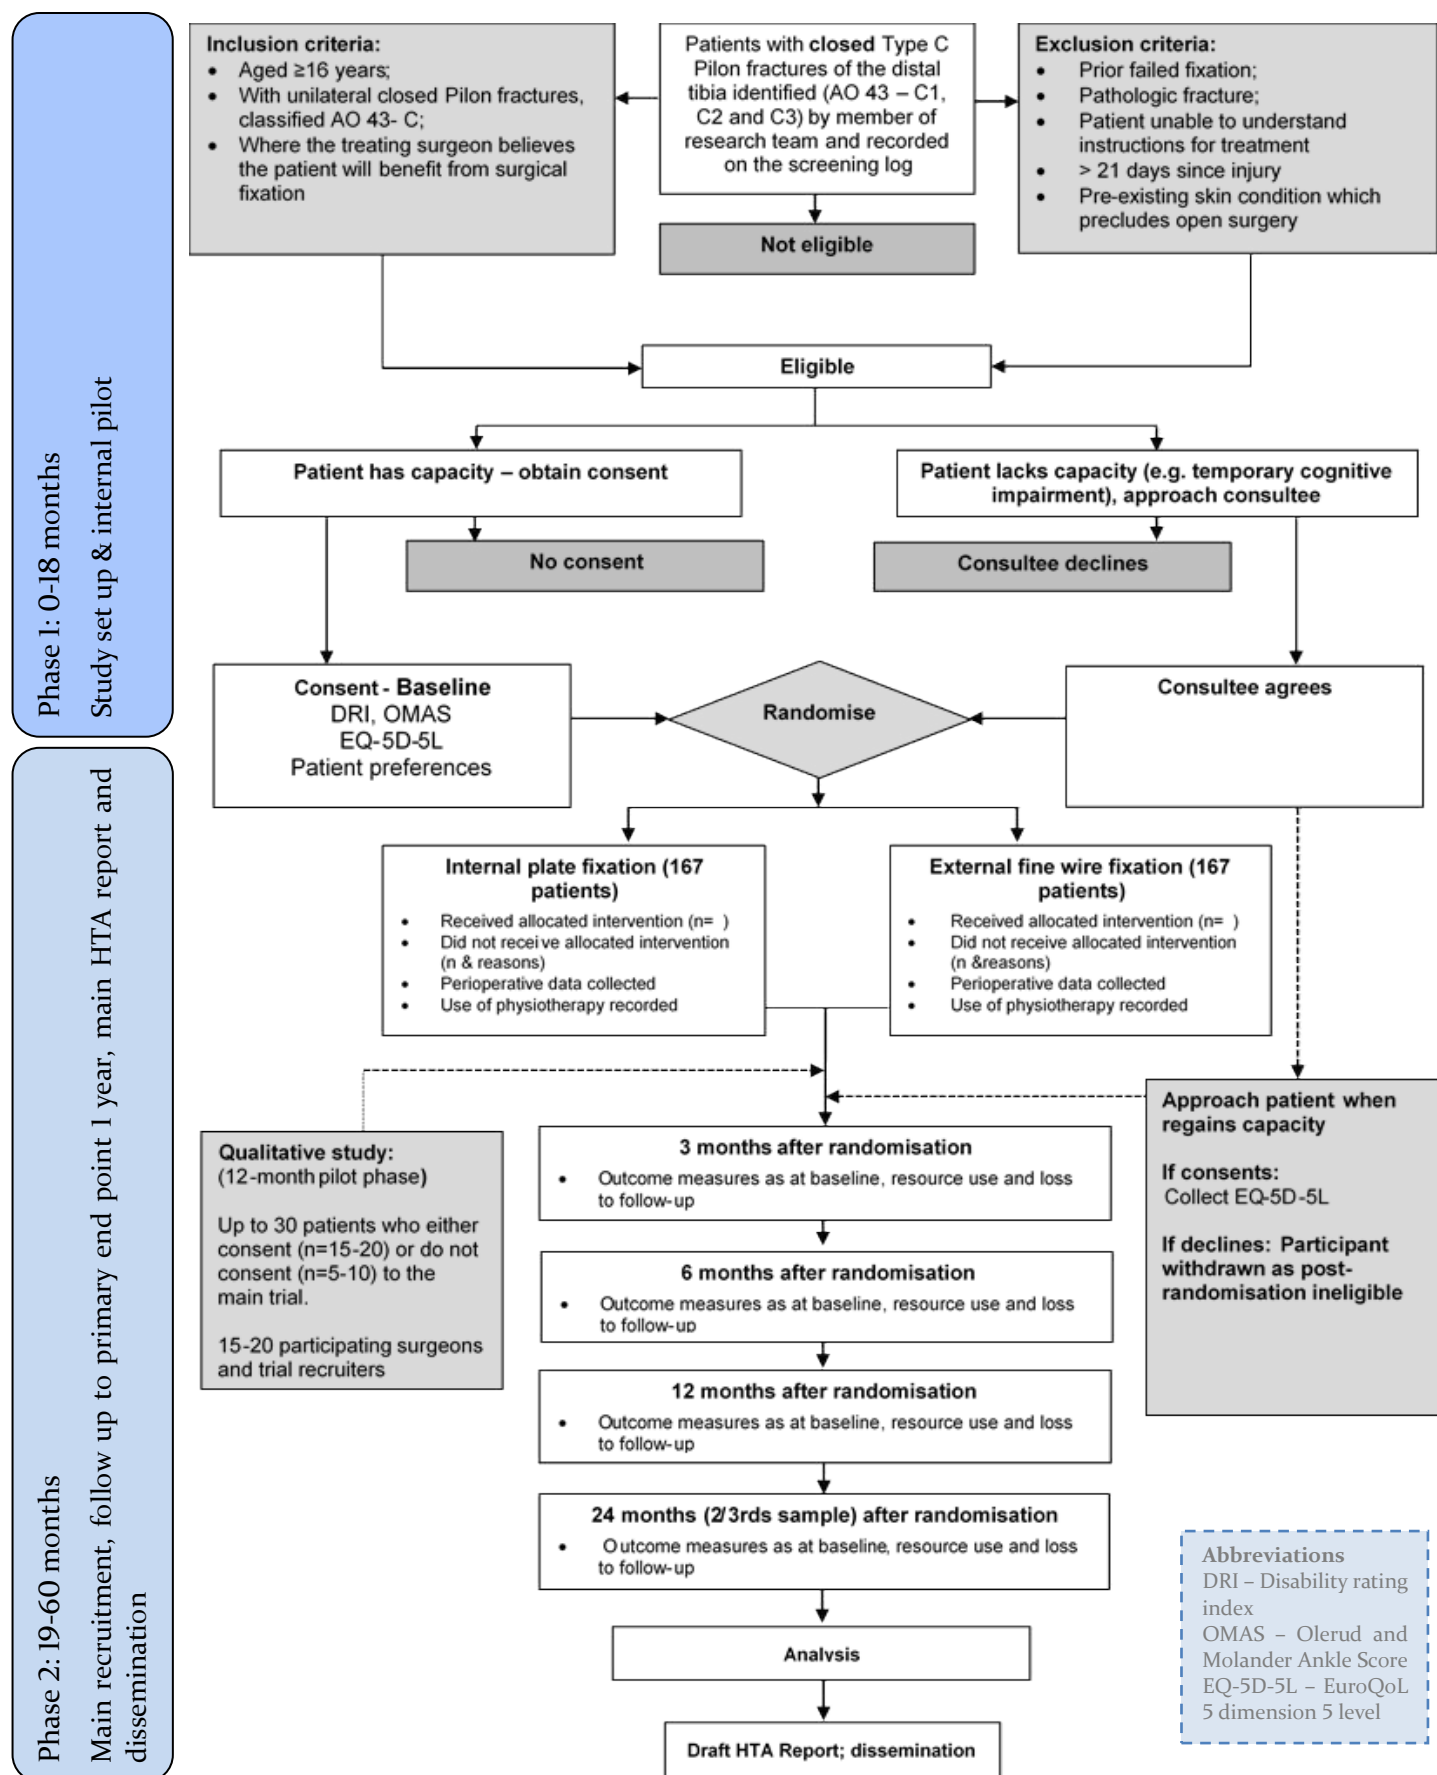 Phase 1: 0-18 months
Study set up & internal pilot
Inclusion criteria:
• Aged ≥16 years;
• With unilateral closed Pilon fractures,
classified AO 43- C;
• Where the treating surgeon believes
the patient will benefit from surgical
fixation
Patients with closed Type C
Pilon fractures of the distal
tibia identified (AO 43 – C1,
C2 and C3) by member of
research team and recorded
on the screening log
Exclusion criteria:
• Prior failed fixation;
• Pathologic fracture;
• Patient unable to understand
instructions for treatment
• > 21 days since injury
• Pre-existing skin condition which
precludes open surgery
Not eligible
Eligible
Patient has capacity – obtain consent
Patient lacks capacity (e.g. temporary cognitive
impairment), approach consultee
No consent
Consultee declines
Consent - Baseline
DRI, OMAS
EQ-5D-5L
Patient preferences
Randomise
Consultee agrees
Phase 2: 19-60 months
Main recruitment, follow up to primary end point 1 year, main HTA report and
dissemination
Internal plate fixation (167
patients)
• Received allocated intervention (n= )
• Did not receive allocated intervention
(n & reasons)
• Perioperative data collected
• Use of physiotherapy recorded
External fine wire fixation (167
patients)
• Received allocated intervention (n= )
• Did not receive allocated intervention
(n &reasons)
• Perioperative data collected
• Use of physiotherapy recorded
Qualitative study:
(12-month pilot phase)
Up to 30 patients who either
consent (n=15-20) or do not
consent (n=5-10) to the
main trial.
15-20 participating surgeons
and trial recruiters
3 months after randomisation
• Outcome measures as at baseline, resource use and loss
to follow-up
6 months after randomisation
• Outcome measures as at baseline, resource use and loss
to follow-up
12 months after randomisation
• Outcome measures as at baseline, resource use and loss
to follow-up
24 months (2/3rds sample) after randomisation
• Outcome measures as at baseline, resource use and loss
to follow-up
Approach patient when
regains capacity
If consents:
Collect EQ-5D-5L
If declines: Participant
withdrawn as post-
randomisation ineligible
Analysis
Draft HTA Report; dissemination
Abbreviations
DRI – Disability rating
index
OMAS – Olerud and
Molander Ankle Score
EQ-5D-5L – EuroQoL
5 dimension 5 level